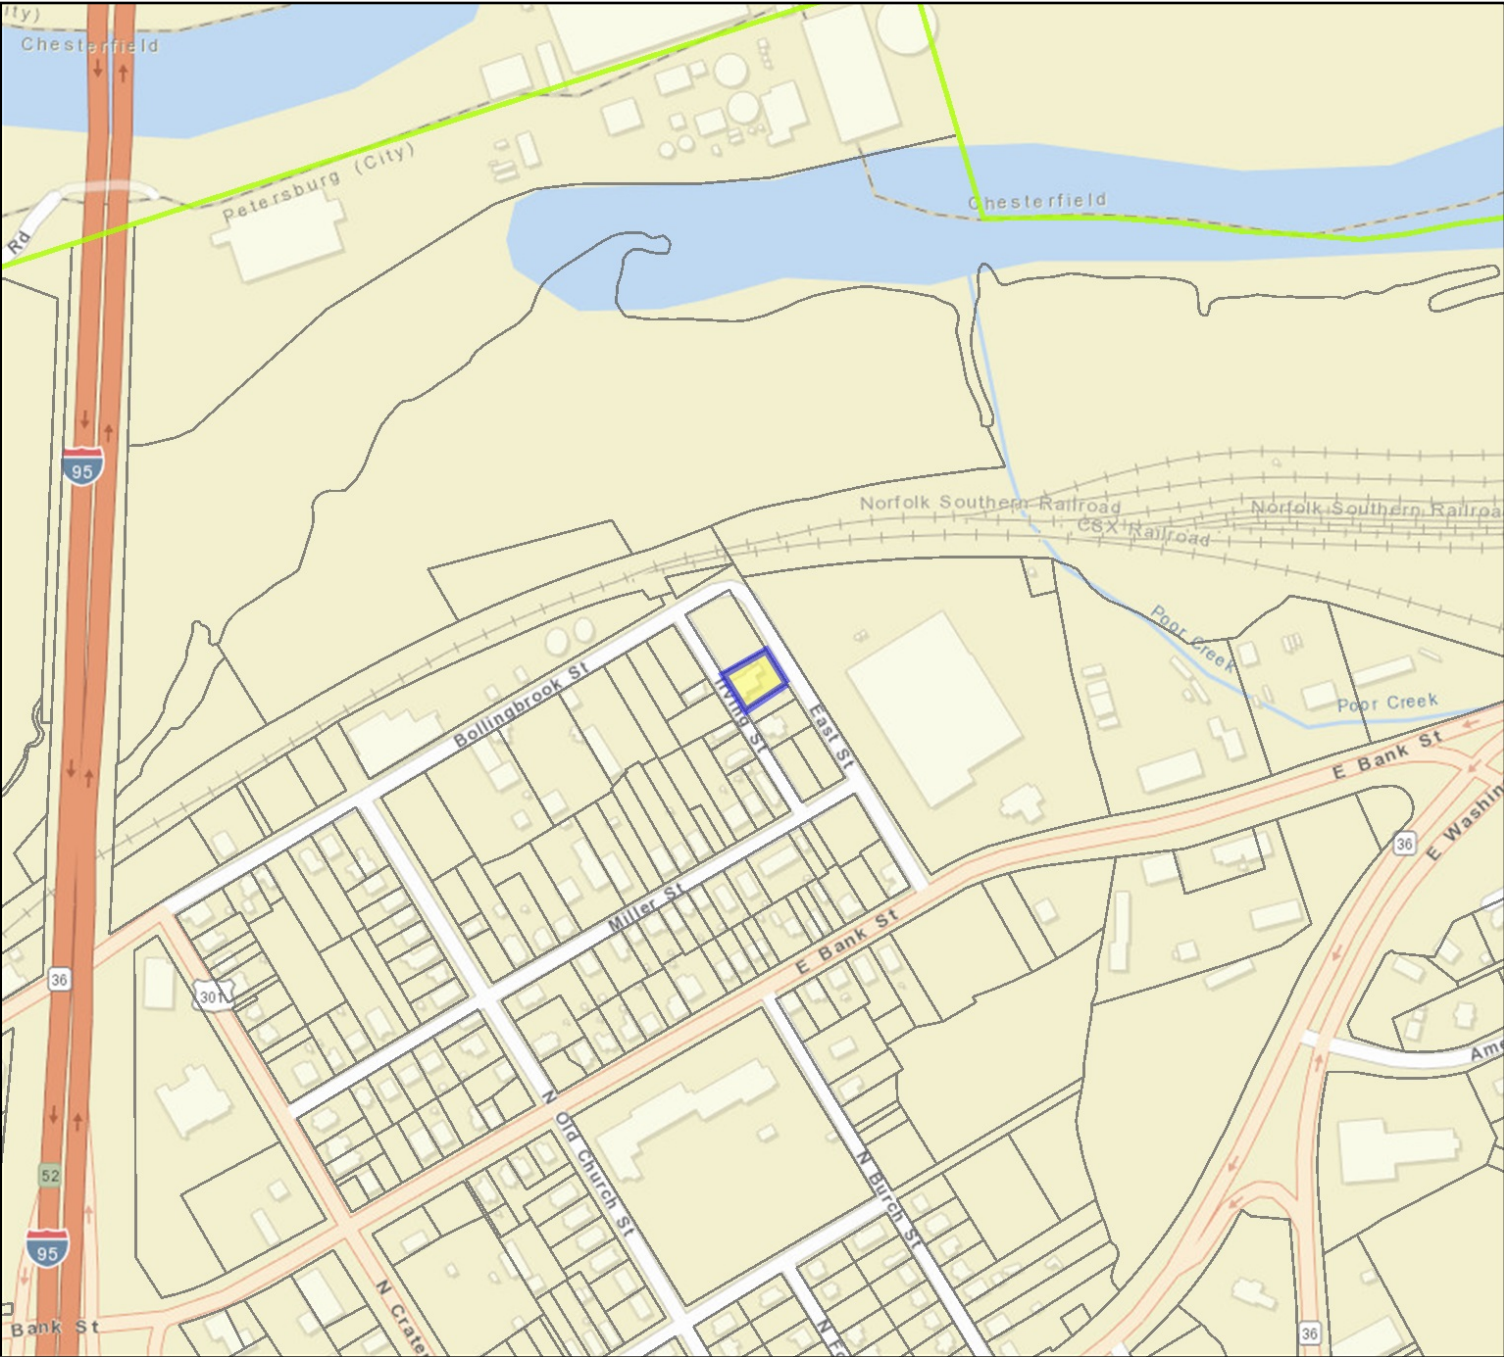 ity)
Chesterfield
Petersburg (City)
Rd
Chesterfield
95
Norfolk Southern Railroad
Norfolk Southern Railroa
CSX Railroad
Poor Creek
Poor Creek
Bollingbrook St
Irving St
East St
E Bank St
36
E Washin
Miller St
E Bank St
36
301
Ame
N Old Church St
N Burch St
52
95
N Crater
N Fo
Bank St
36